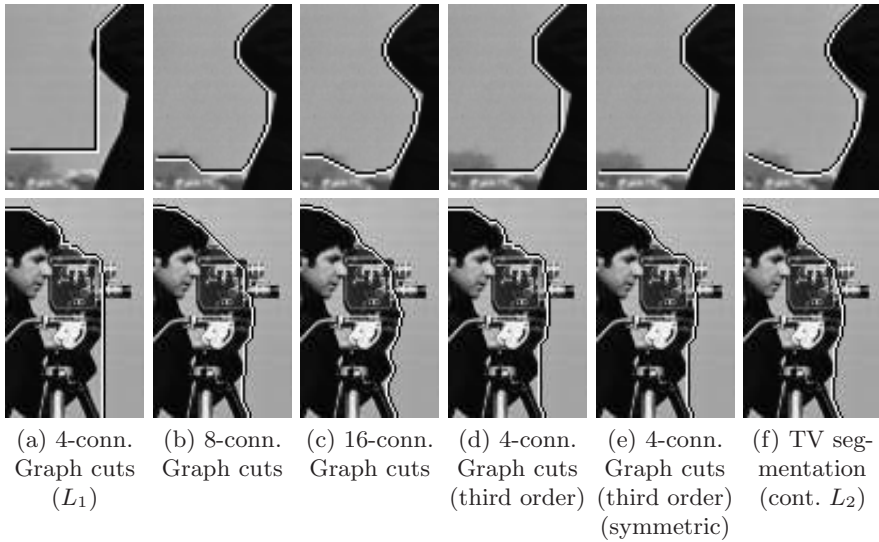 (a) 4-conn.
Graph cuts
(L₁)
(b) 8-conn.
Graph cuts
(c) 16-conn.
Graph cuts
(d) 4-conn.
Graph cuts
(third order)
(e) 4-conn.
Graph cuts
(third order)
(symmetric)
(f) TV seg-
mentation
(cont. L₂)